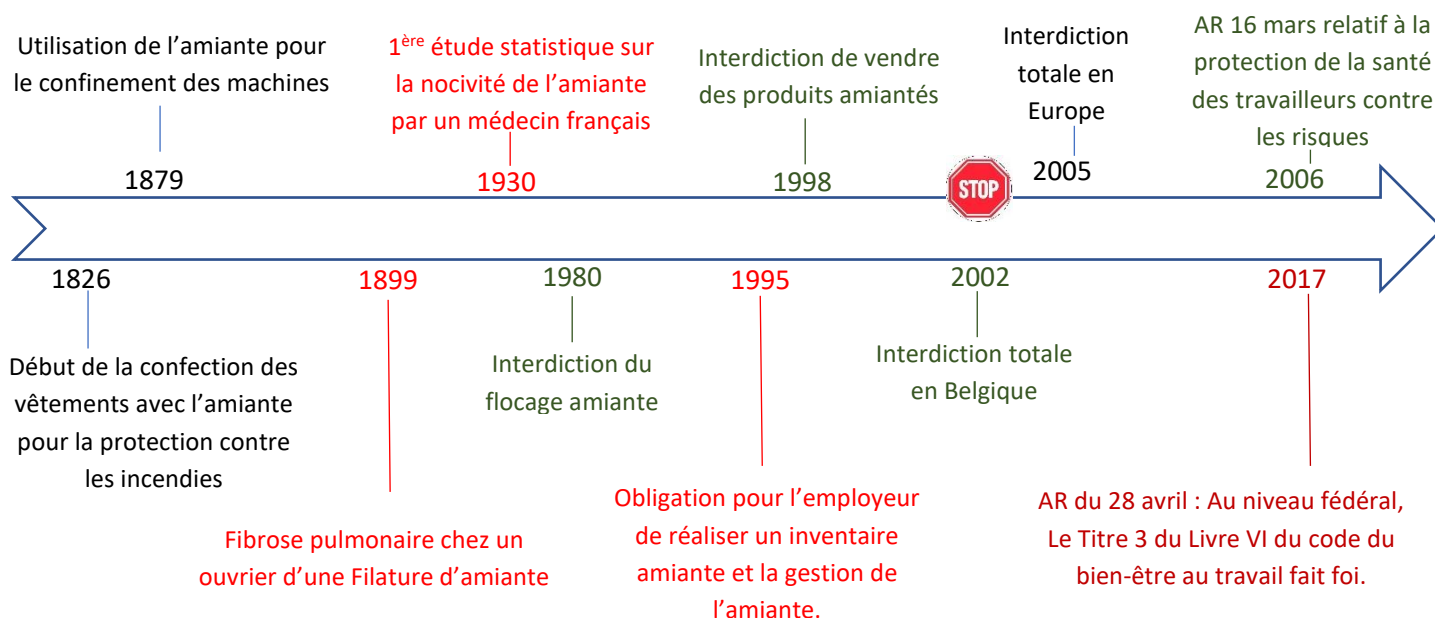 Utilisation de l’amiante pour
le confinement des machines
1879
1ère étude statistique sur
la nocivité de l’amiante
par un médecin français
1930
Interdiction de vendre
des produits amiantés
1998
Interdiction
totale en
Europe
2005
AR 16 mars relatif à la
protection de la santé
des travailleurs contre
les risques
2006
STOP
1826
Début de la confection des
vêtements avec l’amiante
pour la protection contre
les incendies
1899
Fibrose pulmonaire chez un
ouvrier d’une Filature d’amiante
1980
Interdiction du
flocage amiante
1995
Obligation pour l’employeur
de réaliser un inventaire
amiante et la gestion de
l’amiante.
2002
Interdiction totale
en Belgique
2017
AR du 28 avril : Au niveau fédéral,
Le Titre 3 du Livre VI du code du
bien-être au travail fait foi.